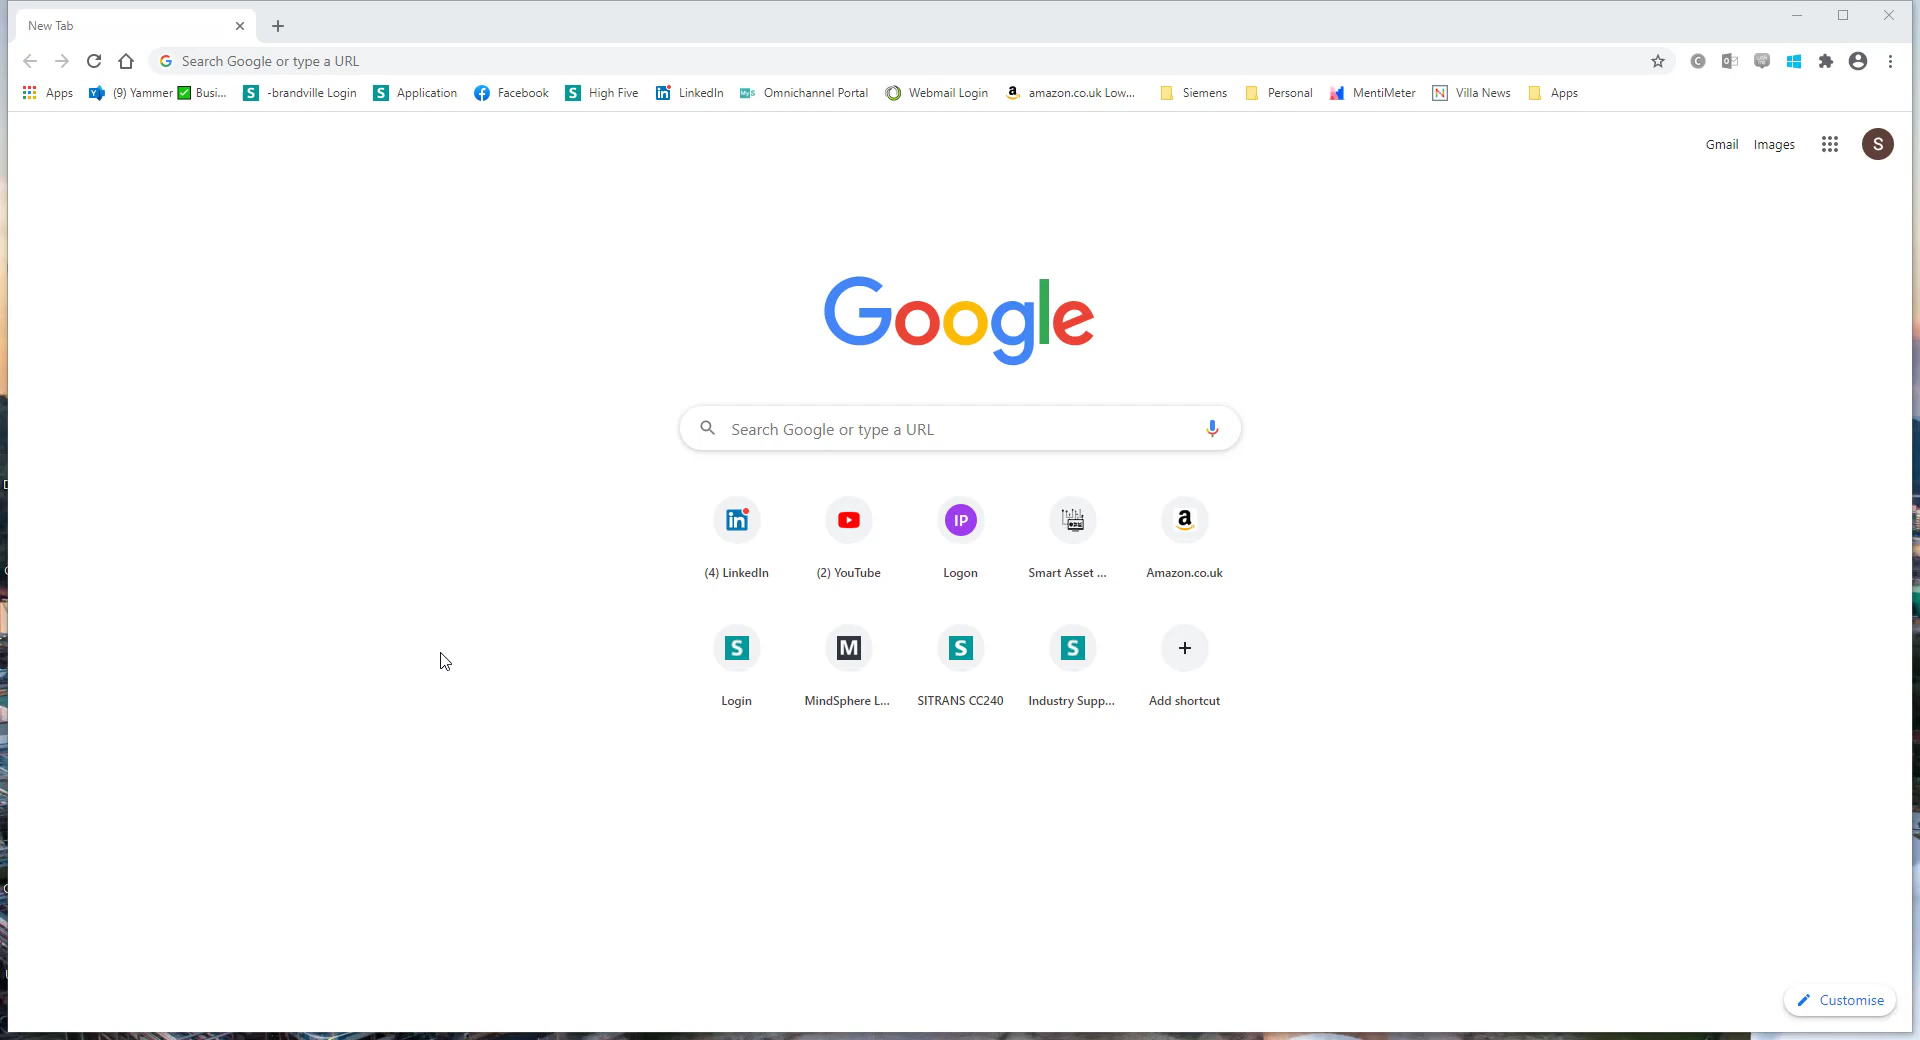 New Tab
Search Google or type a URL
Apps (9) Yammer Busi... -brandville Login Application Facebook High Five LinkedIn Omnichannel Portal Webmail Login amazon.co.uk Low... Siemens Personal MentiMeter Villa News Apps
Gmail Images S
Google
Search Google or type a URL
(4) LinkedIn (2) YouTube Logon Smart Asset ... Amazon.co.uk
Login MindSphere L... SITRANS CC240 Industry Supp... Add shortcut
Customise